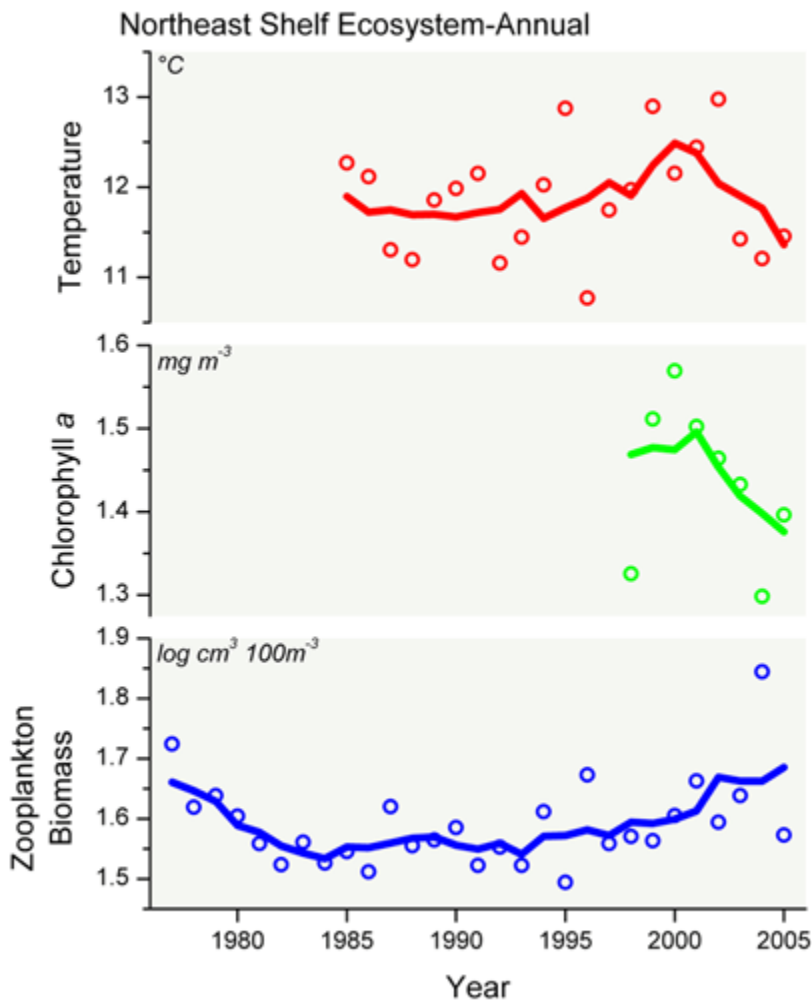 Northeast Shelf Ecosystem-Annual
°C
13
12
11
Temperature
mg m⁻³
1.6
1.5
1.4
1.3
Chlorophyll a
log cm³ 100m⁻³
1.9
1.8
1.7
1.6
1.5
Zooplankton
Biomass
1980 1985 1990 1995 2000 2005
Year